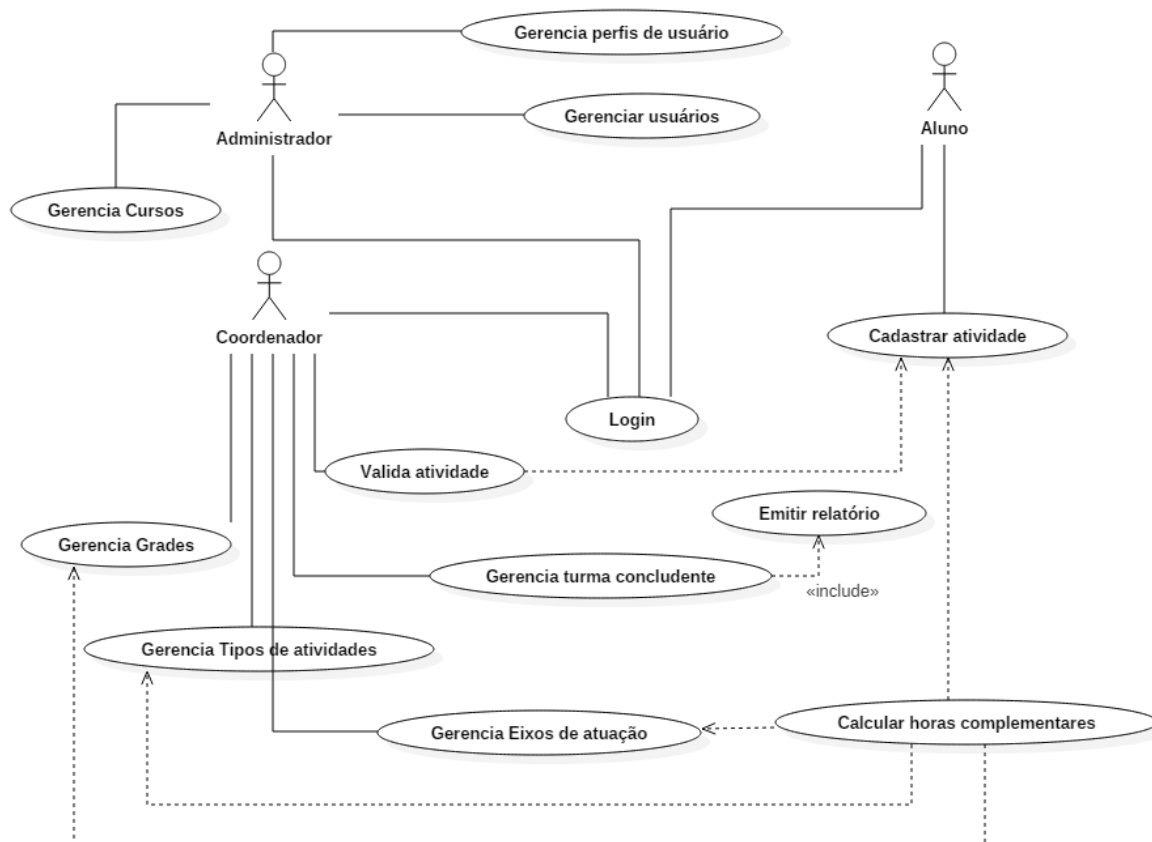 Gerencia perfis de usuário
Gerenciar usuários
Administrador
Aluno
Gerencia Cursos
Coordenador
Cadastrar atividade
Login
Valida atividade
Emitir relatório
Gerencia Grades
Gerencia turma concludente
«include»
Gerencia Tipos de atividades
Calcular horas complementares
Gerencia Eixos de atuação